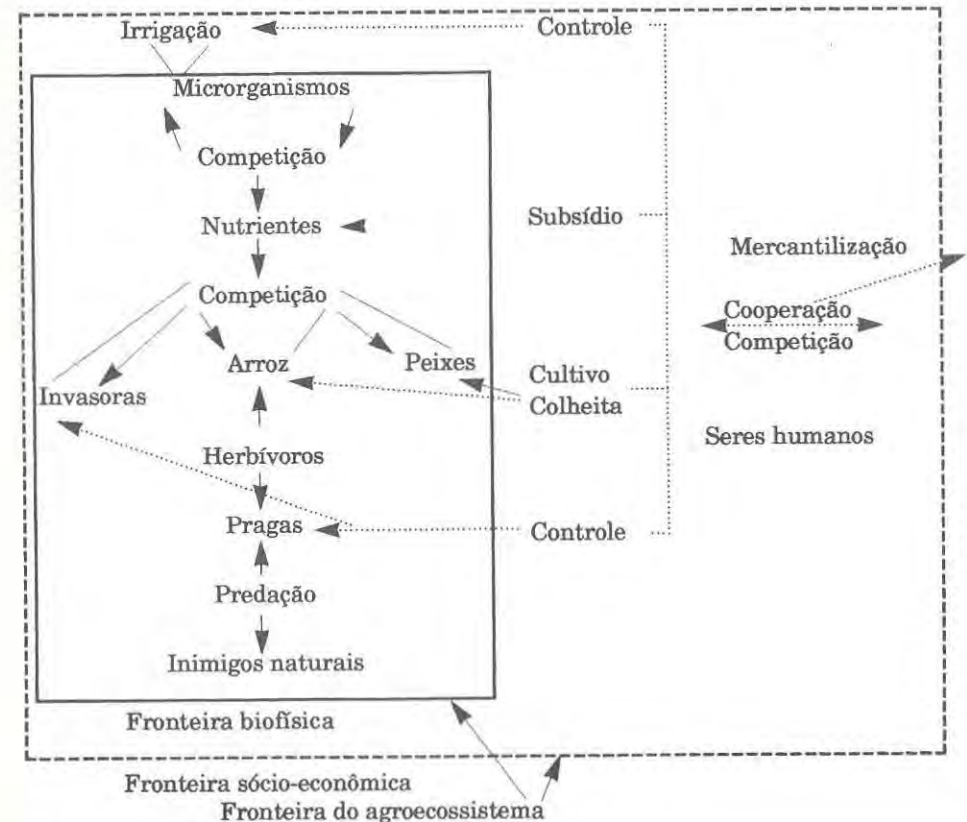 Irrigação
Controle
Microrganismos
Competição
Nutrientes
Subsídio
Mercantilização
Competição
Cooperação
Competição
Arroz
Peixes
Invasoras
Cultivo
Colheita
Seres humanos
Herbívoros
Pragas
Controle
Predação
Inimigos naturais
Fronteira biofísica
Fronteira sócio-econômica
Fronteira do agroecossistema